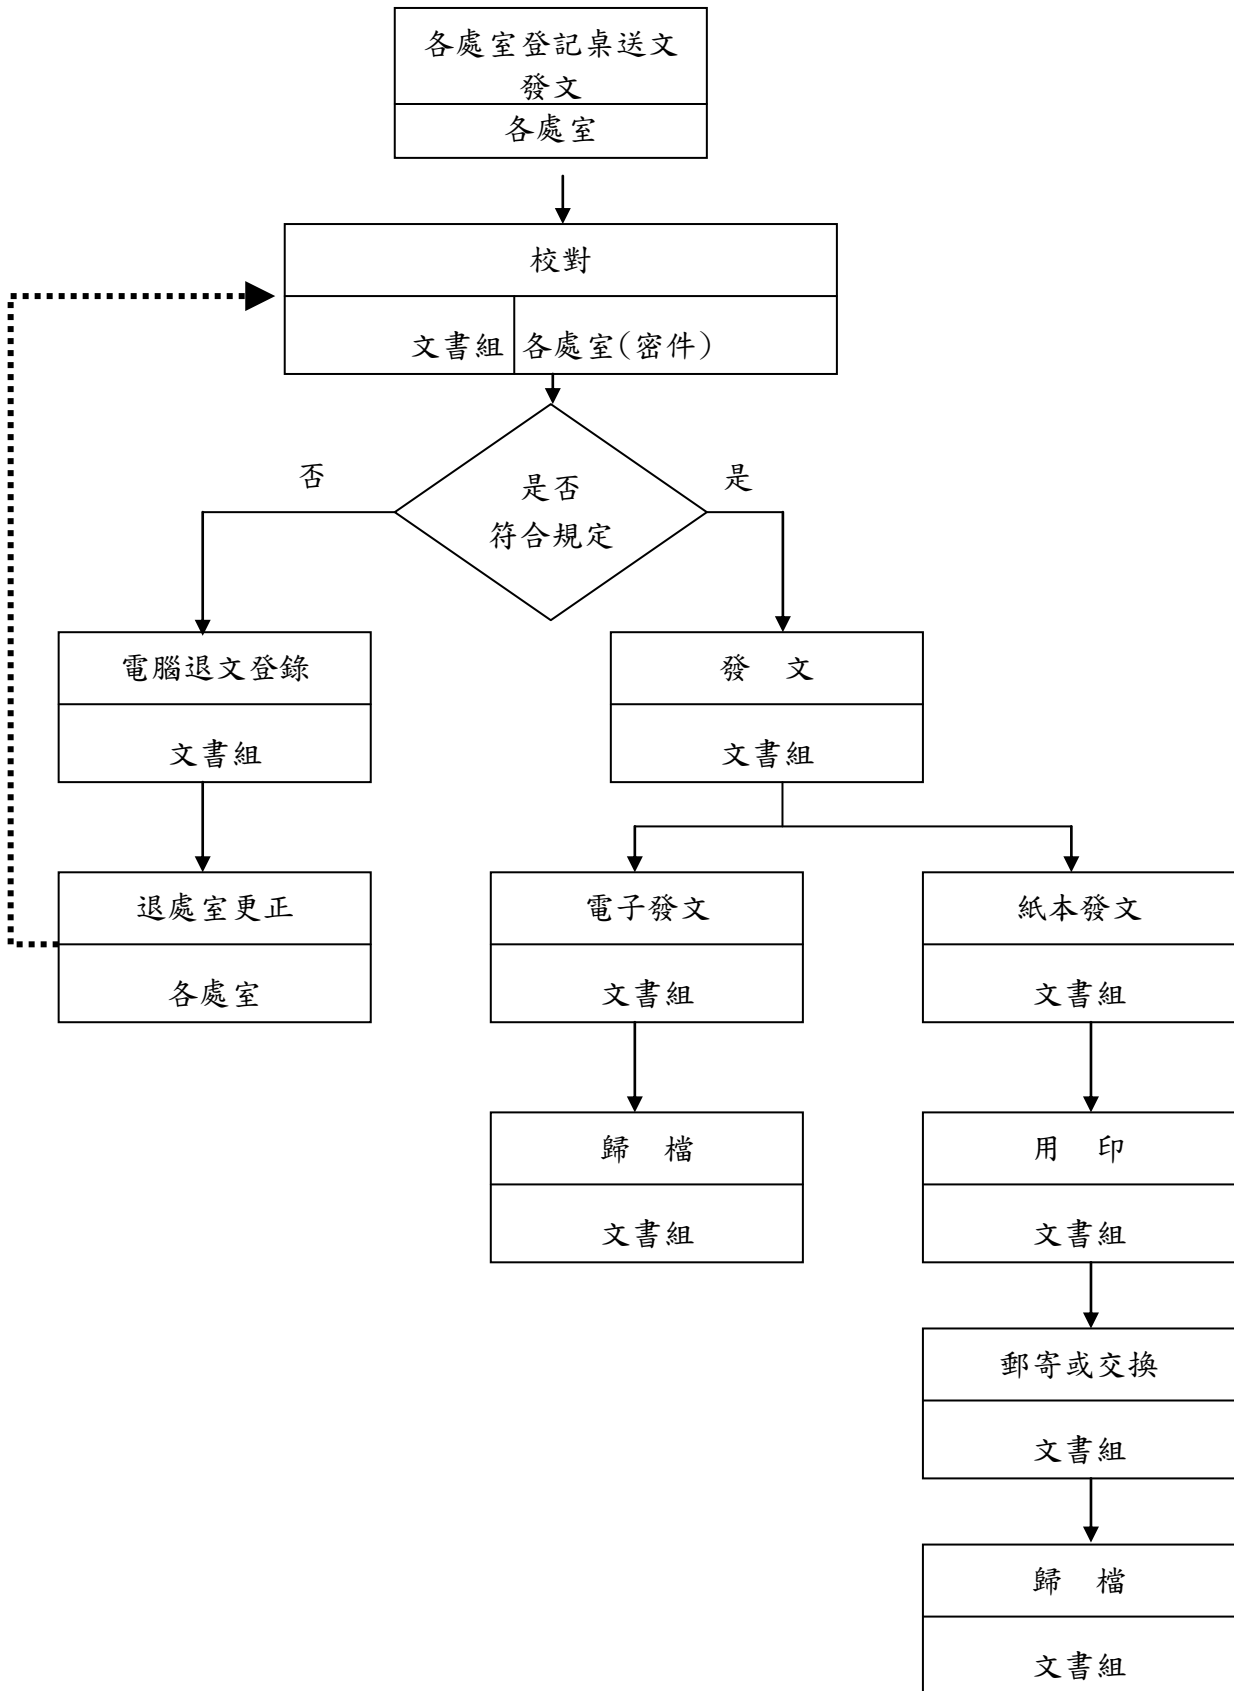 各處室登記桌送文
發文
各處室
校對
文書組 各處室(密件)
否
是
是否
符合規定
電腦退文登錄
文書組
發 文
文書組
退處室更正
各處室
電子發文
文書組
紙本發文
文書組
歸 檔
文書組
用 印
文書組
郵寄或交換
文書組
歸 檔
文書組